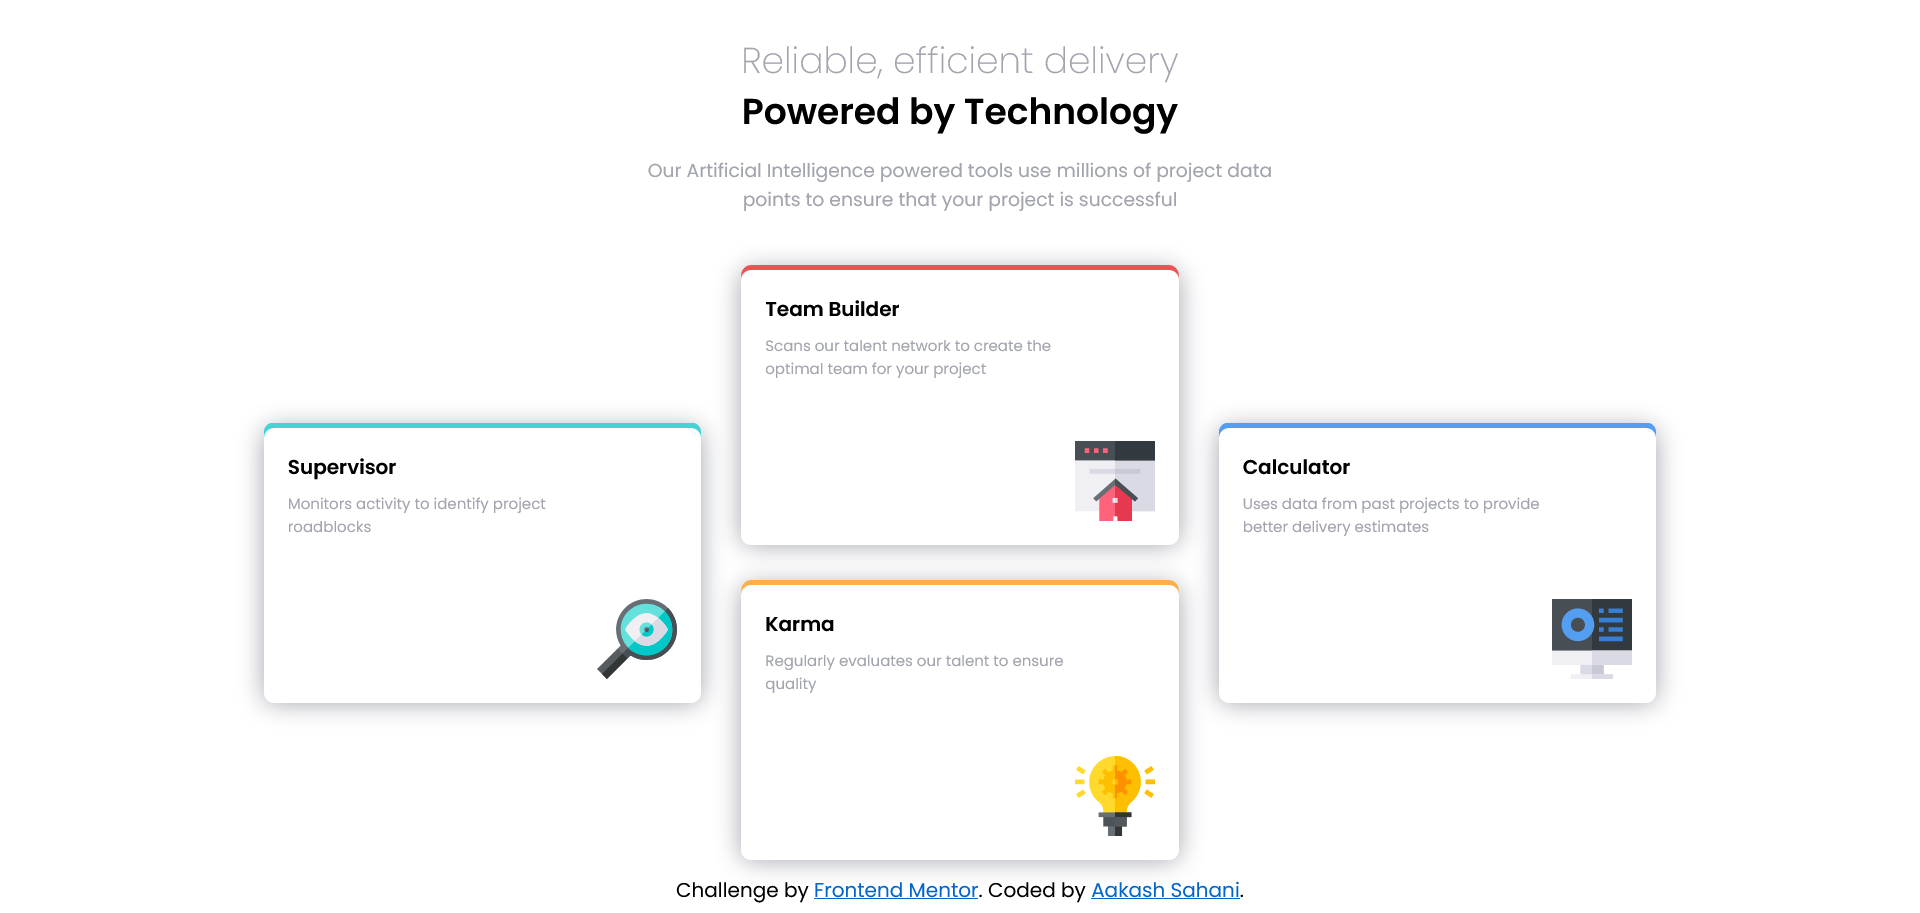 Reliable, efficient delivery
Powered by Technology
Our Artificial Intelligence powered tools use millions of project data
points to ensure that your project is successful
Team Builder
Scans our talent network to create the
optimal team for your project
Supervisor
Monitors activity to identify project
roadblocks
Calculator
Uses data from past projects to provide
better delivery estimates
Karma
Regularly evaluates our talent to ensure
quality
Challenge by Frontend Mentor. Coded by Aakash Sahani.